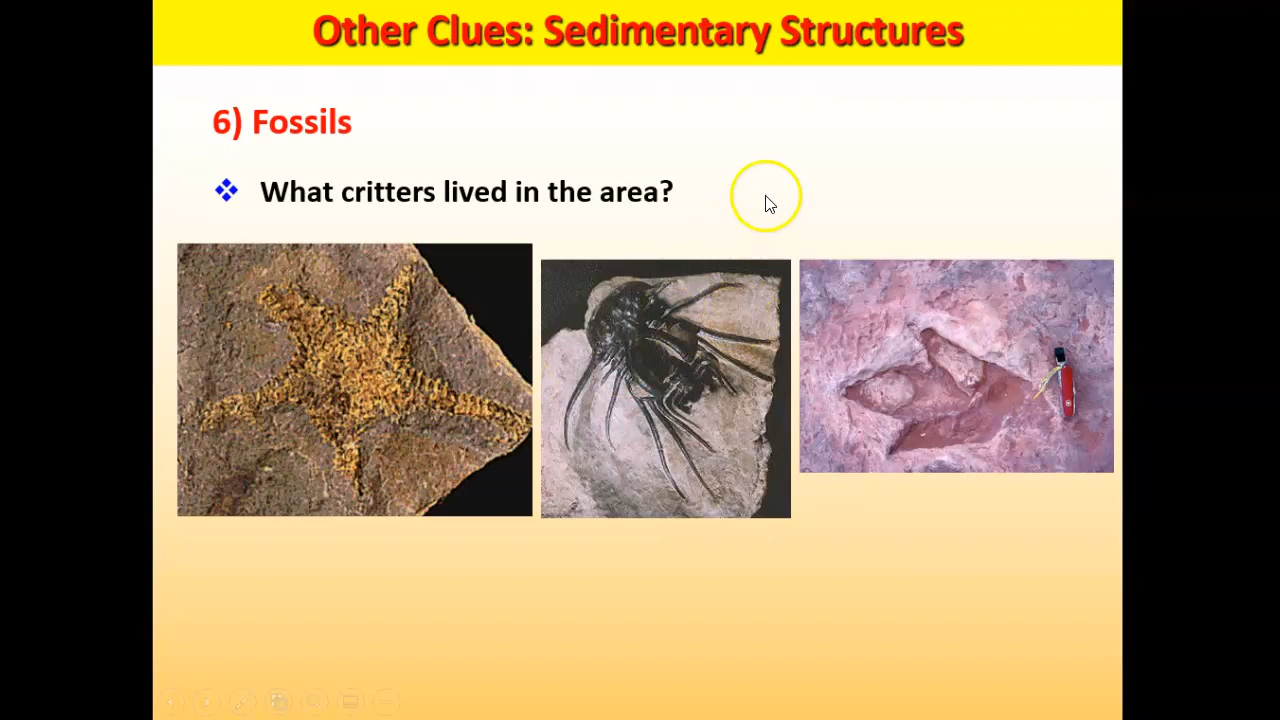 Other Clues: Sedimentary Structures
6) Fossils
What critters lived in the area?